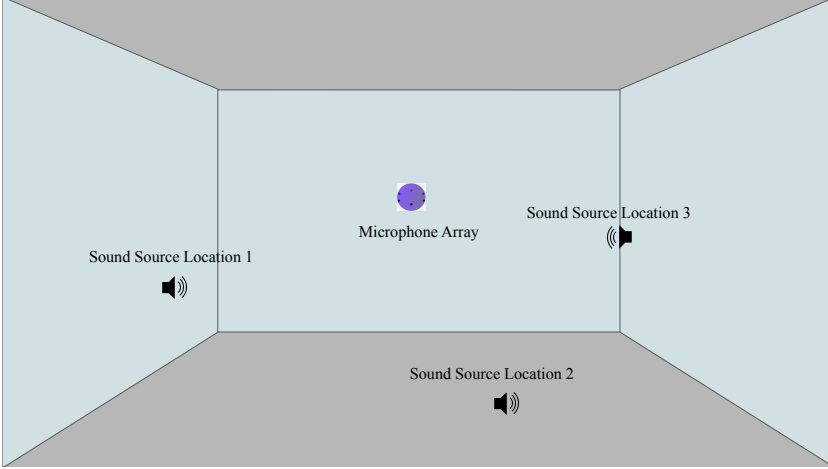 Sound Source Location 3
Microphone Array
Sound Source Location 1
Sound Source Location 2